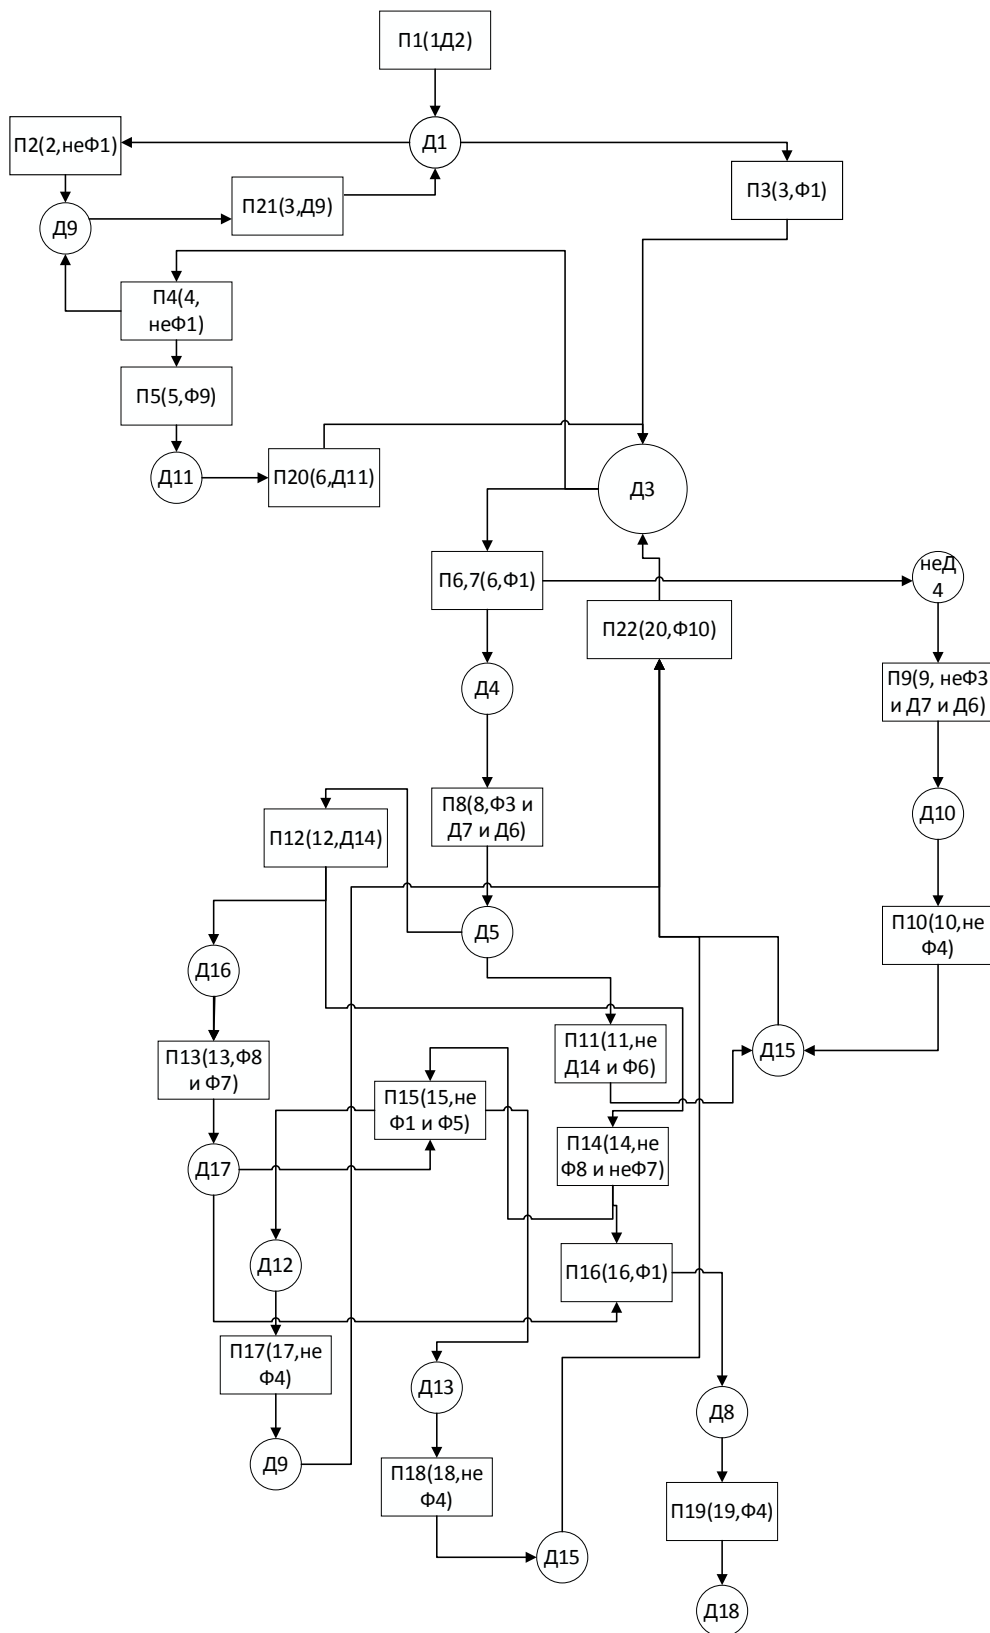 П1(1Д2)
Д1
П2(2,неФ1)
П3(3,Ф1)
П21(3,Д9)
Д9
П4(4,
неФ1)
П5(5,Ф9)
Д11
П20(6,Д11)
Д3
П6,7(6,Ф1)
неД
4
П22(20,Ф10)
Д4
П9(9, неФ3
и Д7 и Д6)
П8(8,Ф3 и
Д7 и Д6)
Д10
П12(12,Д14)
Д5
П10(10,не
Ф4)
Д16
П11(11,не
Д14 и Ф6)
Д15
П13(13,Ф8
и Ф7)
П15(15,не
Ф1 и Ф5)
П14(14,не
Ф8 и неФ7)
Д17
Д12
П16(16,Ф1)
П17(17,не
Ф4)
Д13
Д8
Д9
П18(18,не
Ф4)
П19(19,Ф4)
Д15
Д18